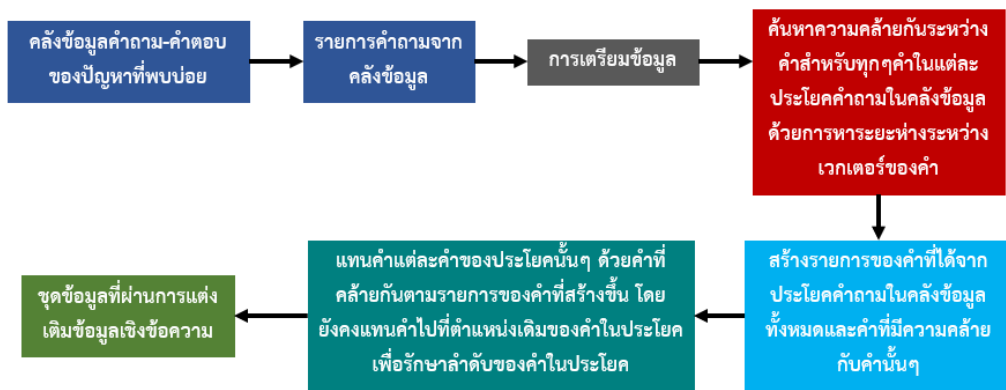 คลังข้อมูลคำถาม-คำตอบ
ของปัญหาที่พบบ่อย
รายการคำถามจาก
คลังข้อมูล
การเตรียมข้อมูล
ค้นหาความคล้ายกันระหว่าง
คำสำหรับทุกๆคำในแต่ละ
ประโยคคำถามในคลังข้อมูล
ด้วยการหาระยะห่างระหว่าง
เวกเตอร์ของคำ
สร้างรายการของคำที่ได้จาก
ประโยคคำถามในคลังข้อมูล
ทั้งหมดและคำที่มีความคล้าย
กับคำนั้นๆ
แทนคำแต่ละคำของประโยคนั้นๆ ด้วยคำที่
คล้ายกันตามรายการของคำที่สร้างขึ้น โดย
ยังคงแทนคำไปที่ตำแหน่งเดิมของคำในประโยค
เพื่อรักษาลำดับของคำในประโยค
ชุดข้อมูลที่ผ่านการแต่ง
เติมข้อมูลเชิงข้อความ